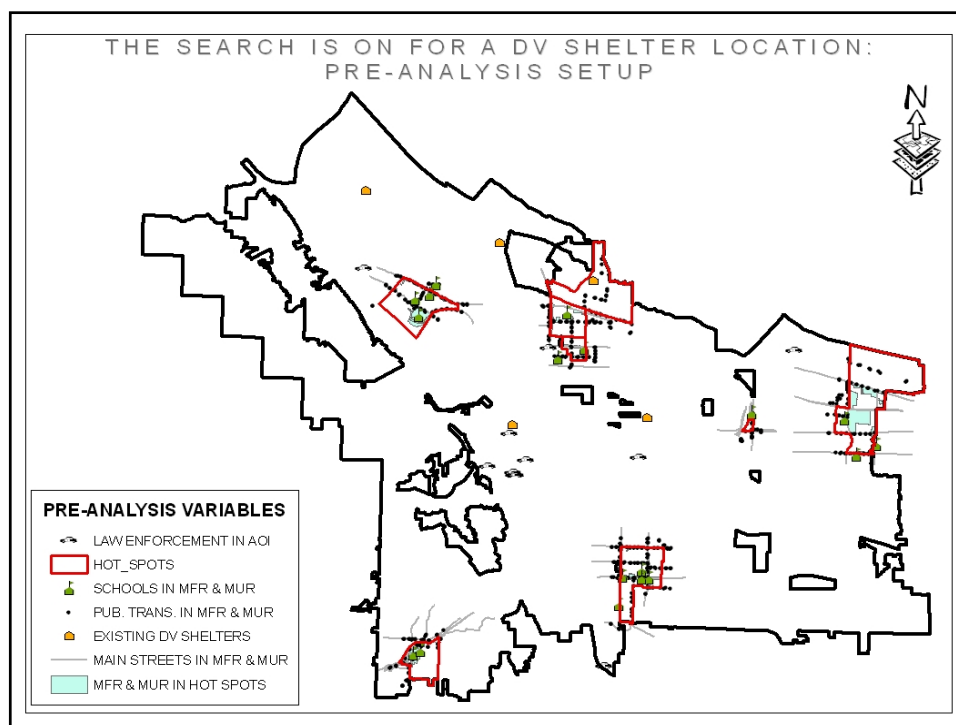 THE SEARCH IS ON FOR A DV SHELTER LOCATION:
PRE-ANALYSIS SETUP
N
PRE-ANALYSIS VARIABLES
LAW ENFORCEMENT IN AOI
HOT_SPOTS
SCHOOLS IN MFR & MUR
PUB. TRANS. IN MFR & MUR
EXISTING DV SHELTERS
MAIN STREETS IN MFR & MUR
MFR & MUR IN HOT SPOTS